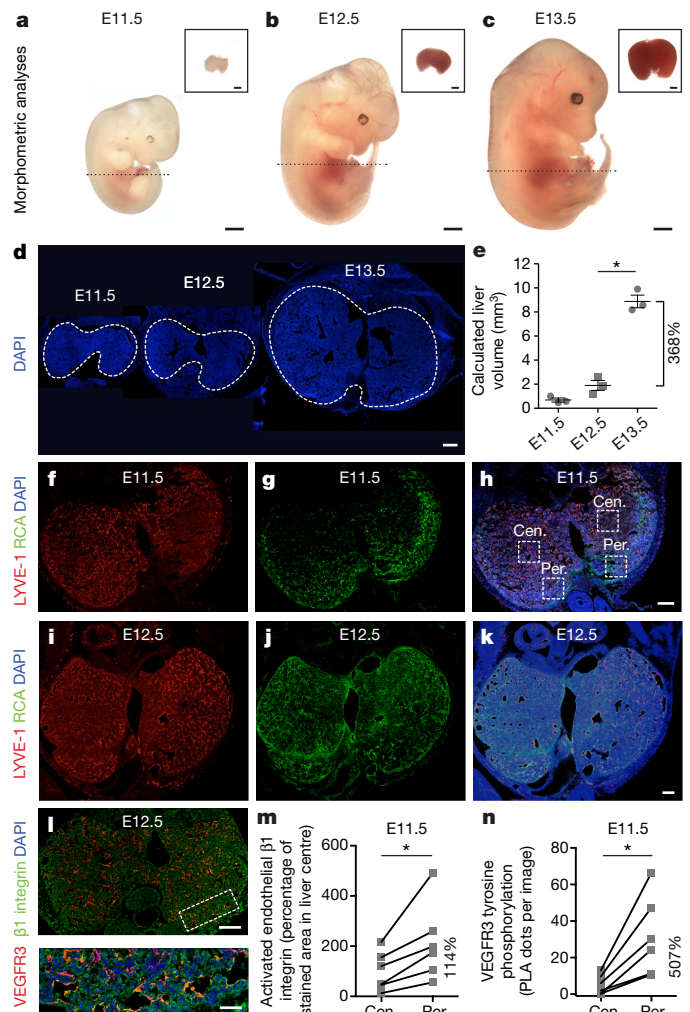 a E11.5
b E12.5
c E13.5
Morphometric analyses
d
E11.5
E12.5
E13.5
DAPI
e
Calculated liver
volume (mm³)
12
10
8
6
4
2
0
*
368%
E11.5
E12.5
E13.5
LYVE-1 RCA DAPI
f E11.5
g E11.5
h E11.5
Cen.
Cen.
Per.
Per.
LYVE-1 RCA DAPI
i E12.5
j E12.5
k E12.5
VEGFR3 β1 integrin DAPI
l E12.5
m E11.5
Activated endothelial β1
integrin (percentage of
stained area in liver centre)
600
400
200
0
*
114%
Cen.
Per.
n E11.5
VEGFR3 tyrosine
phosphorylation
(PLA dots per image)
80
60
40
20
0
*
507%
Cen.
Per.